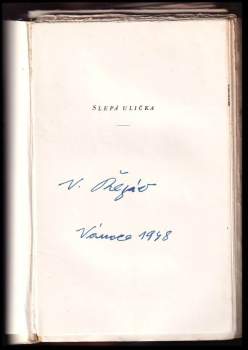 SLEPÁ ULIČKA
V. Řezáč
Vánoce 1948